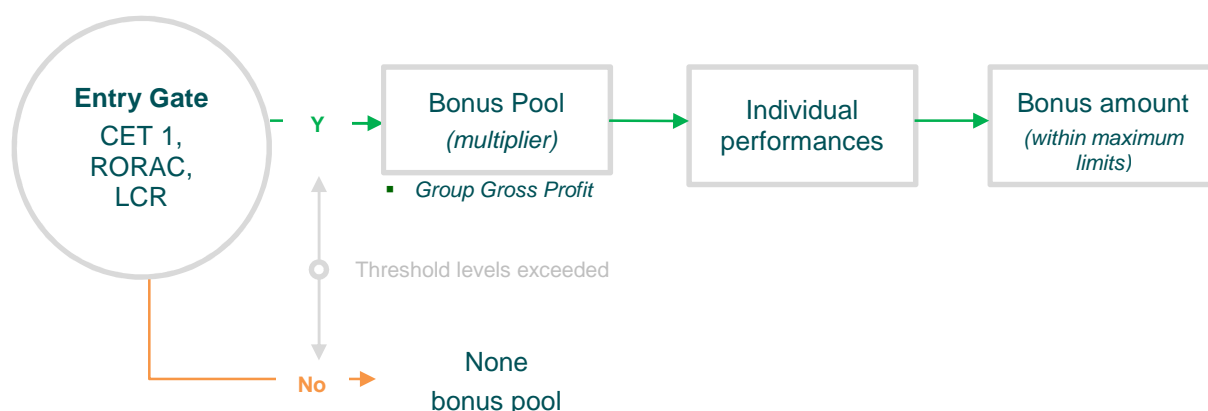 Entry Gate
CET 1,
RORAC,
LCR
Y
Bonus Pool
(multiplier)
▪ Group Gross Profit
Individual
performances
Bonus amount
(within maximum
limits)
Threshold levels exceeded
No
None
bonus pool